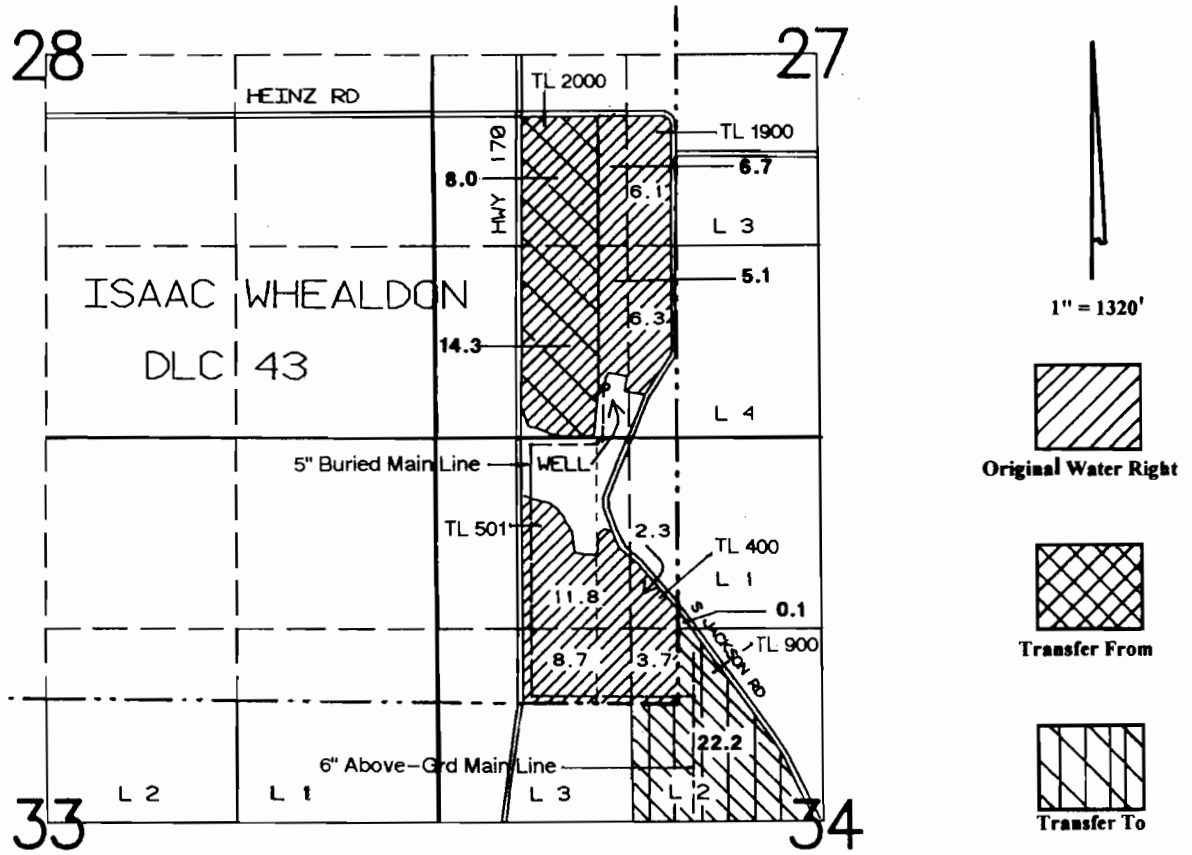 28
27
HEINZ RD
TL 2000
TL 1900
HWY 170
8.0
6.7
6.1
L 3
5.1
6.3
14.3
ISAAC WHEALDON
DLC 43
L 4
5" Buried Main Line
WELL
TL 501
2.3
TL 400
L 1
11.8
0.1
S JACKSON RD
TL 900
8.7
3.7
22.2
6" Above-Grd Main Line
L 2
L 1
L 3
L 2
33
34
1" = 1320'
Original Water Right
Transfer From
Transfer To